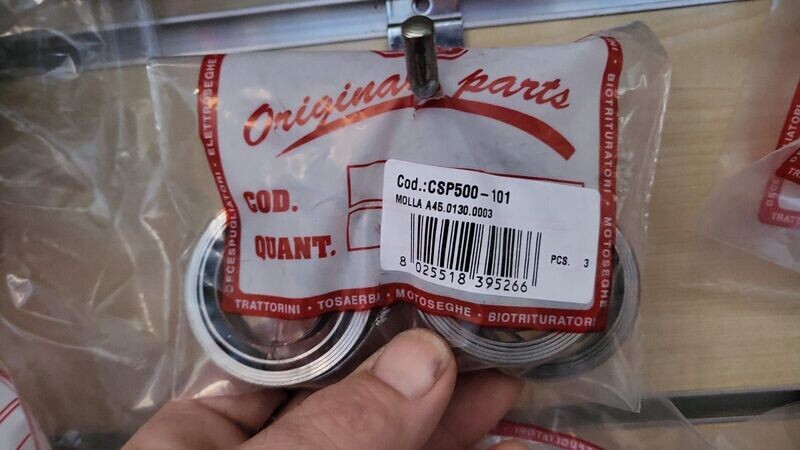 Original parts
COD.
QUANT.
Cod.:CSP500-101
MOLLA A45.0130.0003
8 025518 395266
PCS. 3
DECESPUGLIATORI · ELETTROSEGHE
TRATTORINI · TOSAERBA · MOTOSEGHE · BIOTRITURATORI
BIOTRITURATORI · MOTOSEGHE